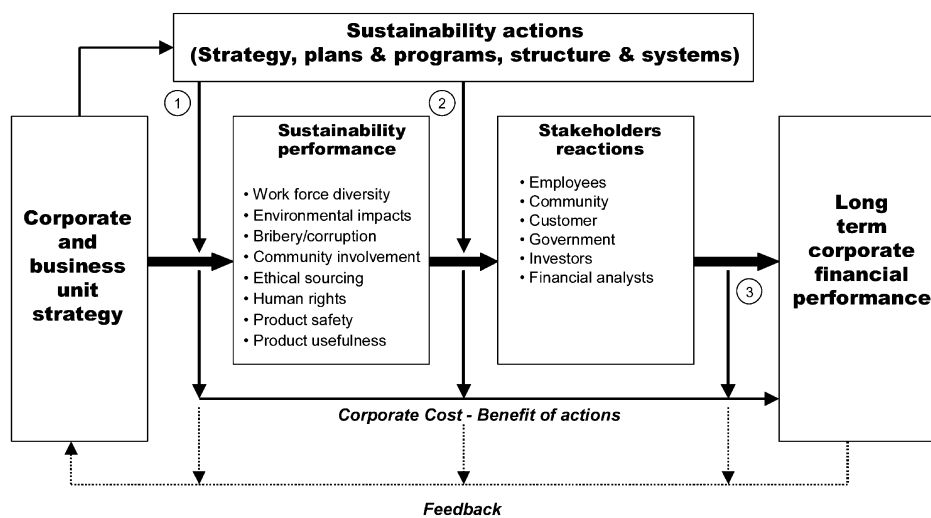 Sustainability actions
(Strategy, plans & programs, structure & systems)
1
2
Corporate
and
business
unit
strategy
Sustainability
performance
• Work force diversity
• Environmental impacts
• Bribery/corruption
• Community involvement
• Ethical sourcing
• Human rights
• Product safety
• Product usefulness
Stakeholders
reactions
• Employees
• Community
• Customer
• Government
• Investors
• Financial analysts
3
Long
term
corporate
financial
performance
Corporate Cost - Benefit of actions
Feedback